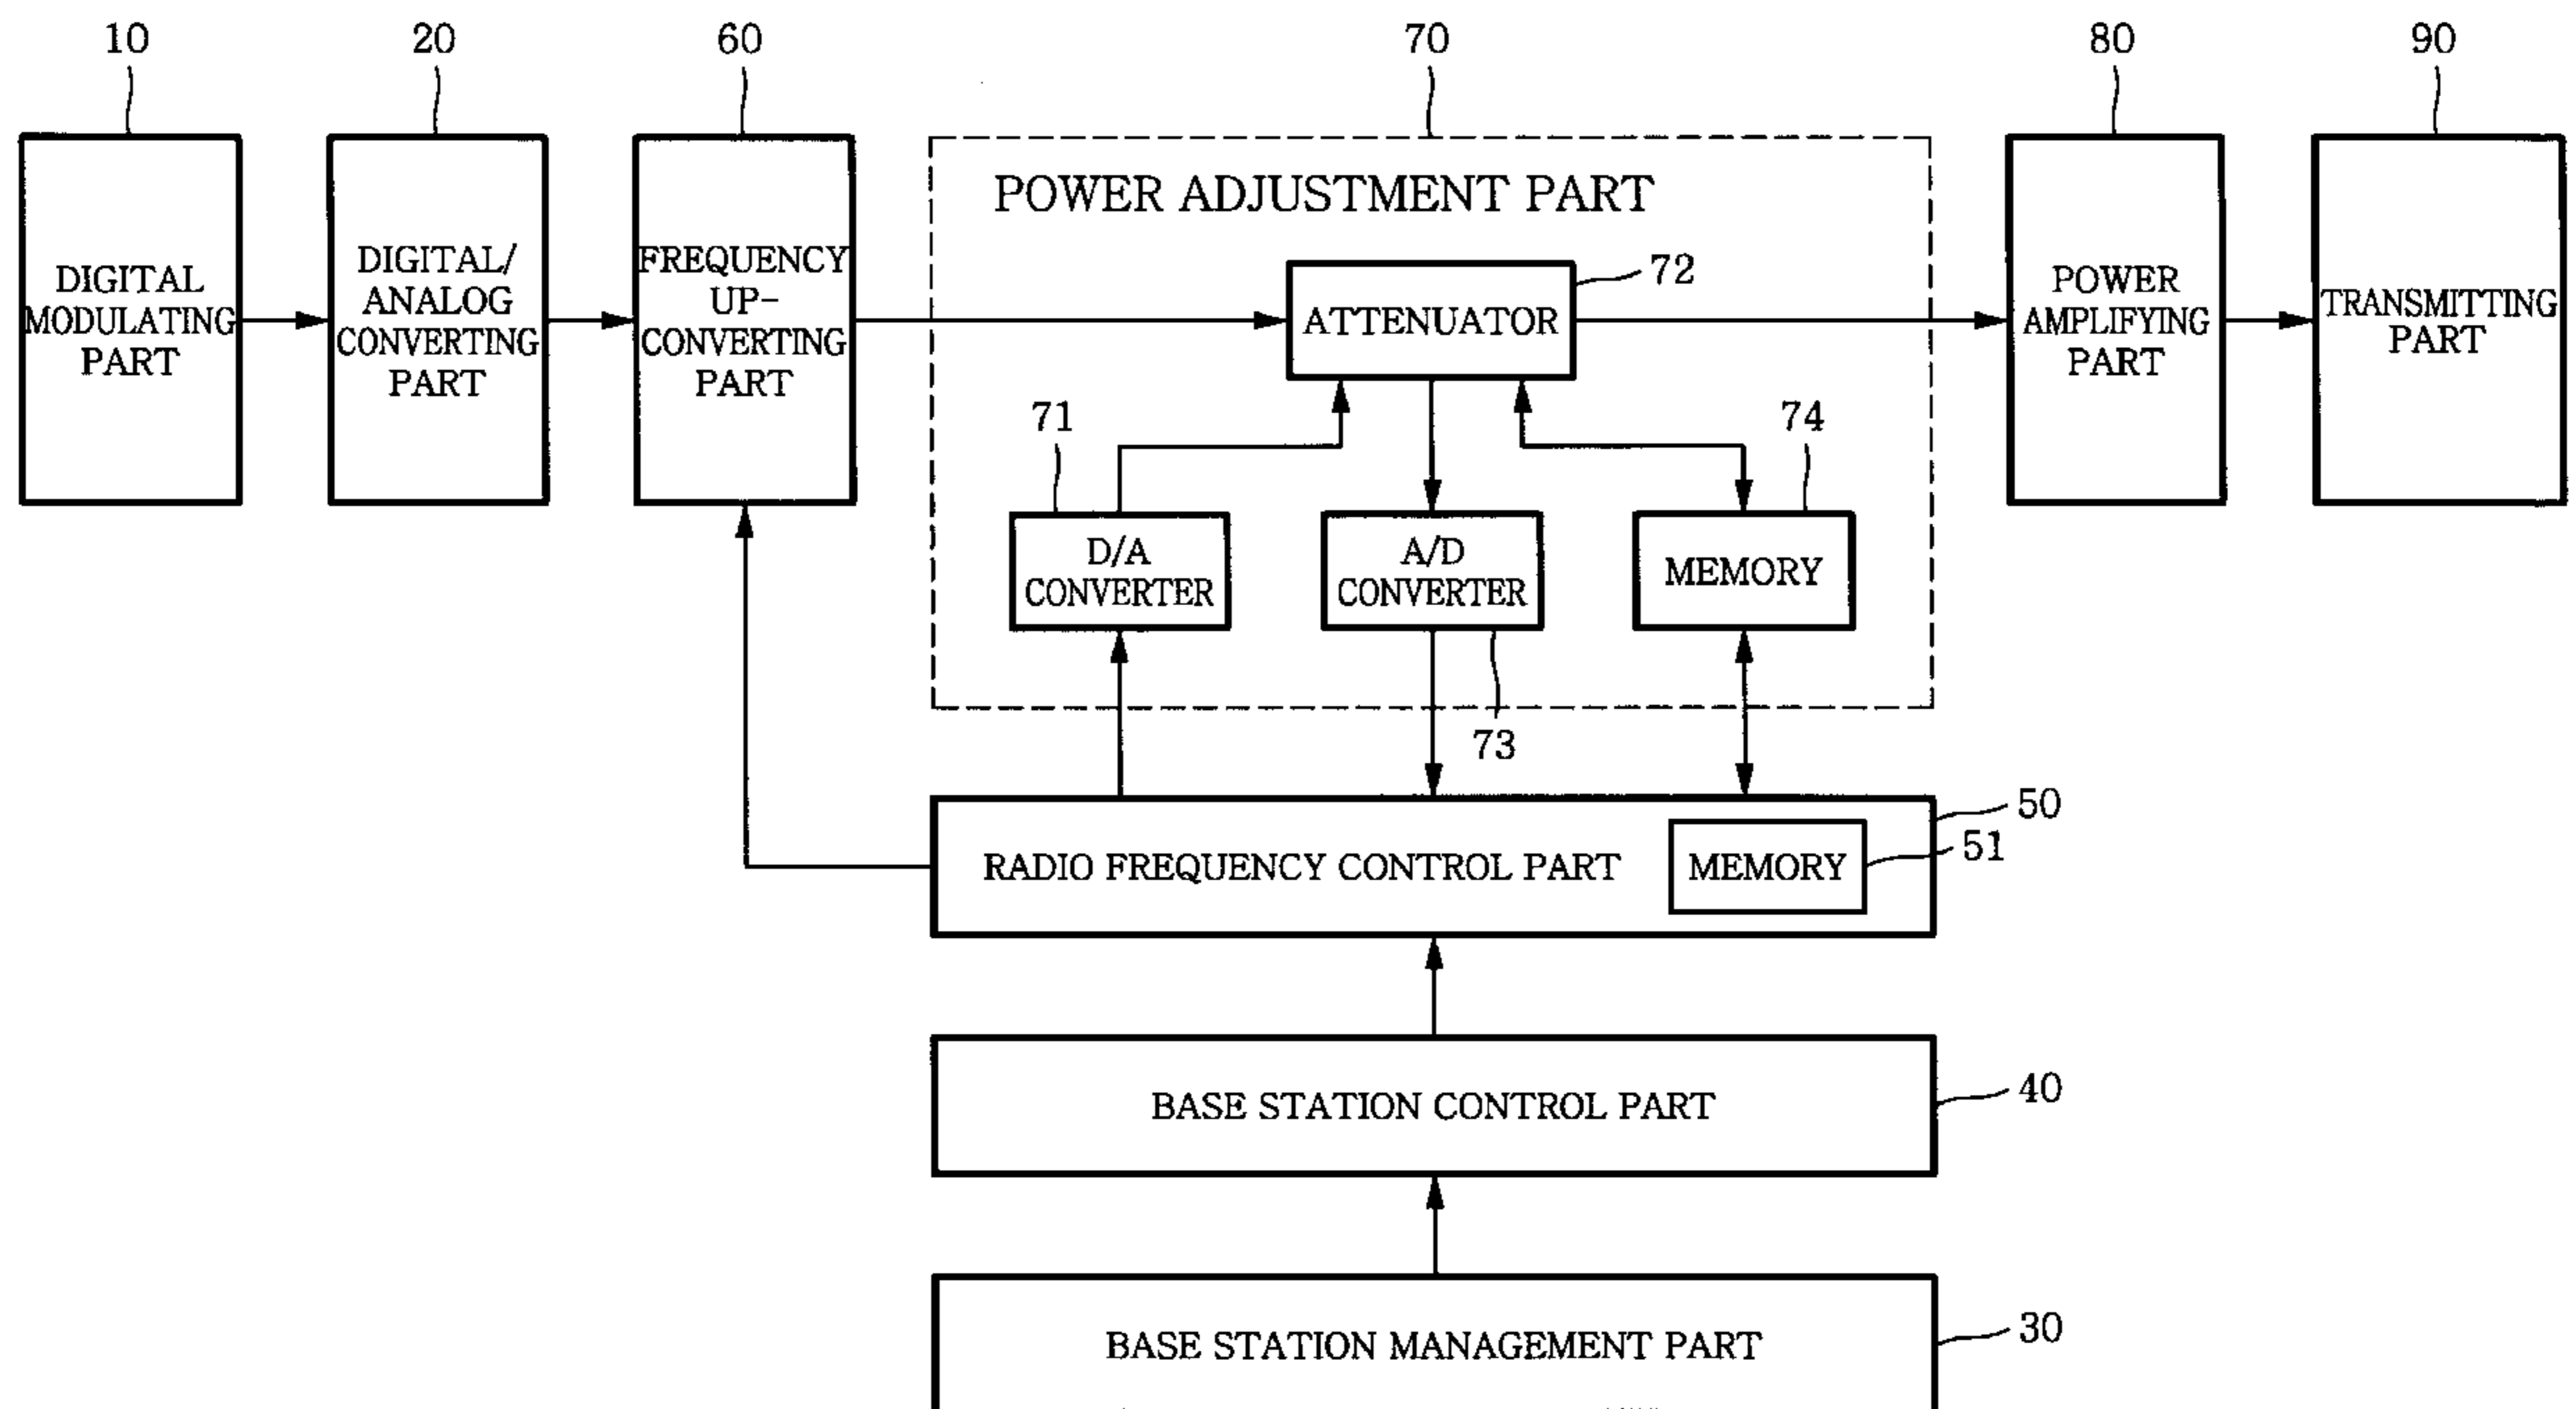 10
20
60
70
80
90
POWER ADJUSTMENT PART
DIGITAL
MODULATING
PART
DIGITAL/
ANALOG
CONVERTING
PART
FREQUENCY
UP-
CONVERTING
PART
ATTENUATOR
72
POWER
AMPLIFYING
PART
TRANSMITTING
PART
71
74
D/A
CONVERTER
A/D
CONVERTER
MEMORY
73
50
RADIO FREQUENCY CONTROL PART
MEMORY
51
BASE STATION CONTROL PART
40
BASE STATION MANAGEMENT PART
30